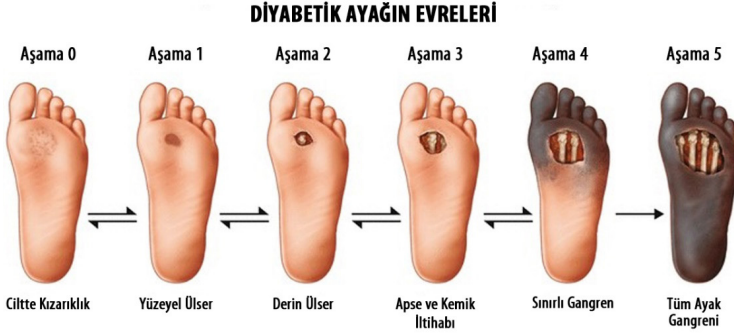 DİYABETİK AYAĞIN EVRELERİ
Aşama 0
Aşama 1
Aşama 2
Aşama 3
Aşama 4
Aşama 5
Ciltte Kızarıklık
Yüzeyel Ülser
Derin Ülser
Apse ve Kemik
İltihabı
Sınırlı Gangren
Tüm Ayak
Gangreni